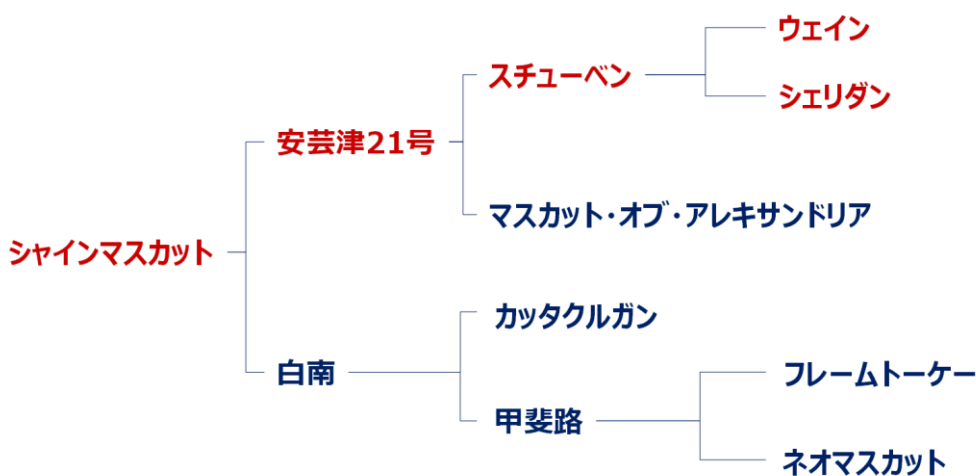 ウェイン
スチューベン
シェリダン
安芸津21号
マスカット・オブ・アレキサンドリア
シャインマスカット
カッタクルガン
白南
フレームトーケー
甲斐路
ネオマスカット